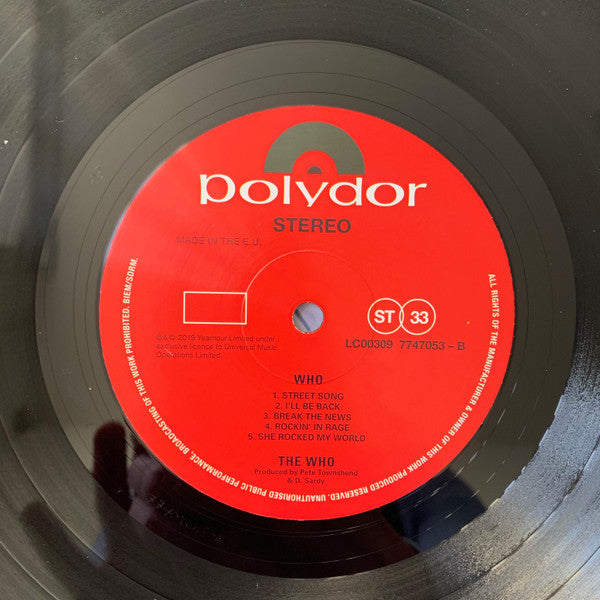 polydor
STEREO
MADE IN THE E.U.
ST 33
LC00309 7747053 - B
℗&© 2019 Yearhour Limited under
exclusive licence to Universal Music
Operations Limited.
WHO
1. STREET SONG
2. I'LL BE BACK
3. BREAK THE NEWS
4. ROCKIN' IN RAGE
5. SHE ROCKED MY WORLD
THE WHO
Produced by Pete Townshend
& D. Sardy
ALL RIGHTS OF THE MANUFACTURER & OWNER OF THIS WORK PRODUCED RESERVED. UNAUTHORISED PUBLIC PERFORMANCE, BROADCASTING OF THIS WORK PROHIBITED. BIEM/SDRM.